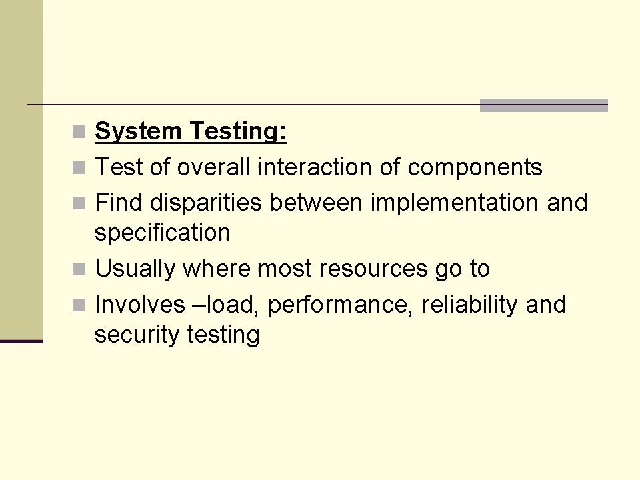 System Testing:
Test of overall interaction of components
Find disparities between implementation and
specification
Usually where most resources go to
Involves –load, performance, reliability and
security testing